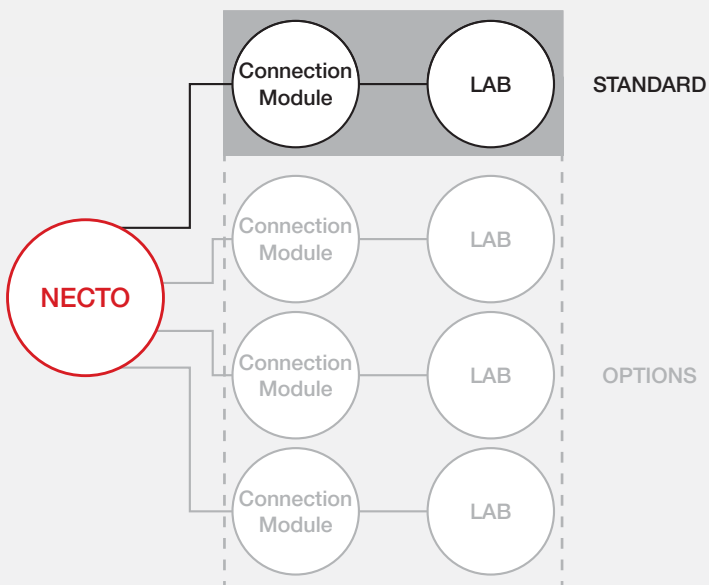 Connection
Module
LAB
STANDARD
Connection
Module
LAB
NECTO
Connection
Module
LAB
OPTIONS
Connection
Module
LAB